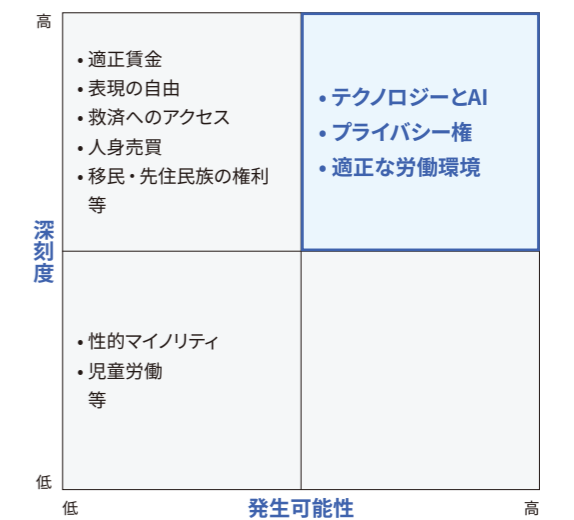 高
• 適正賃金
• 表現の自由
• 救済へのアクセス
• 人身売買
• 移民・先住民族の権利
等
• テクノロジーとAI
• プライバシー権
• 適正な労働環境
深刻度
• 性的マイノリティ
• 児童労働
等
低
低
発生可能性
高